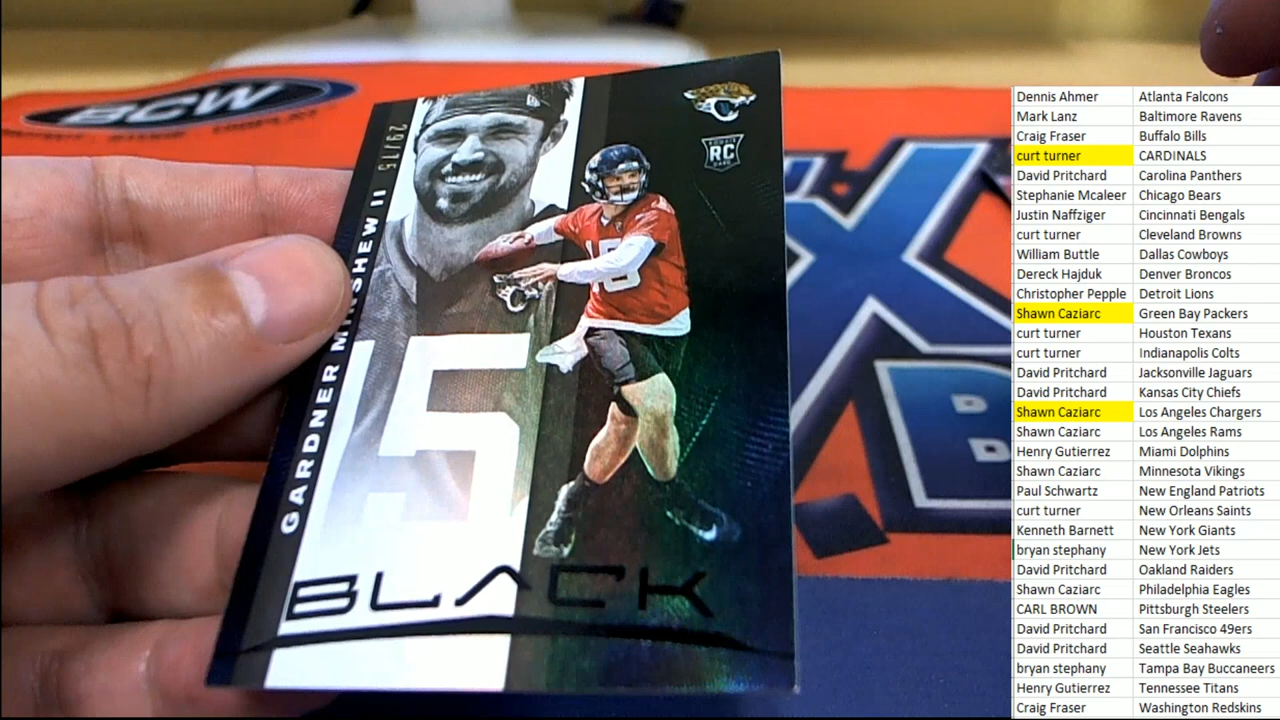 BCW
29/75
GARDNER MINSHEW II
RC
15
BLACK
Dennis Ahmer Atlanta Falcons
Mark Lanz Baltimore Ravens
Craig Fraser Buffalo Bills
curt turner CARDINALS
David Pritchard Carolina Panthers
Stephanie Mcaleer Chicago Bears
Justin Naffziger Cincinnati Bengals
curt turner Cleveland Browns
William Buttle Dallas Cowboys
Dereck Hajduk Denver Broncos
Christopher Pepple Detroit Lions
Shawn Caziarc Green Bay Packers
curt turner Houston Texans
curt turner Indianapolis Colts
David Pritchard Jacksonville Jaguars
David Pritchard Kansas City Chiefs
Shawn Caziarc Los Angeles Chargers
Shawn Caziarc Los Angeles Rams
Henry Gutierrez Miami Dolphins
Shawn Caziarc Minnesota Vikings
Paul Schwartz New England Patriots
curt turner New Orleans Saints
Kenneth Barnett New York Giants
bryan stephany New York Jets
David Pritchard Oakland Raiders
Shawn Caziarc Philadelphia Eagles
CARL BROWN Pittsburgh Steelers
David Pritchard San Francisco 49ers
David Pritchard Seattle Seahawks
bryan stephany Tampa Bay Buccaneers
Henry Gutierrez Tennessee Titans
Craig Fraser Washington Redskins